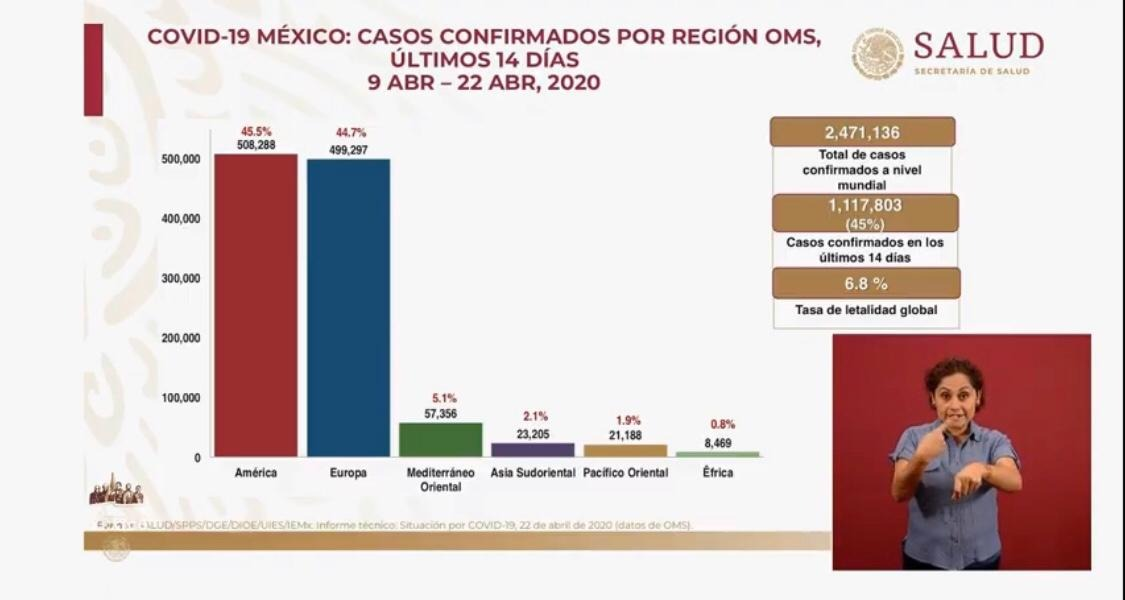 COVID-19 MÉXICO: CASOS CONFIRMADOS POR REGIÓN OMS,
ÚLTIMOS 14 DÍAS
9 ABR – 22 ABR, 2020
SALUD
SECRETARÍA DE SALUD
45.5%
508,288
44.7%
499,297
5.1%
57,356
2.1%
23,205
1.9%
21,188
0.8%
8,469
500,000
400,000
300,000
200,000
100,000
0
América
Europa
Mediterráneo
Oriental
Asia Sudoriental
Pacífico Oriental
Êfrica
2,471,136
Total de casos
confirmados a nivel
mundial
1,117,803
(45%)
Casos confirmados en los
últimos 14 días
6.8 %
Tasa de letalidad global
SALUD/SPPS/DGE/DIOE/UIES/IEMx. Informe técnico. Situación por COVID-19, 22 de abril de 2020 (datos de OMS).